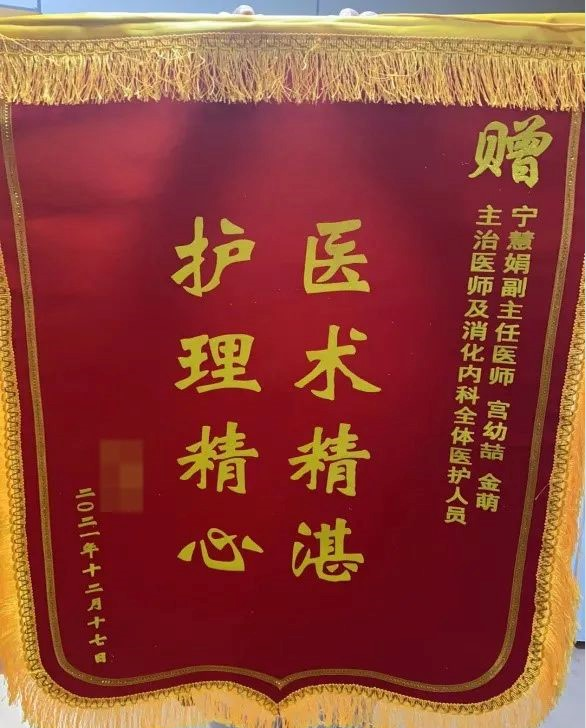 赠
宁慧娟副主任医师 宫幼喆 金萌
主治医师及消化内科全体医护人员
医术精湛
护理精心
二〇二一年十二月十七日